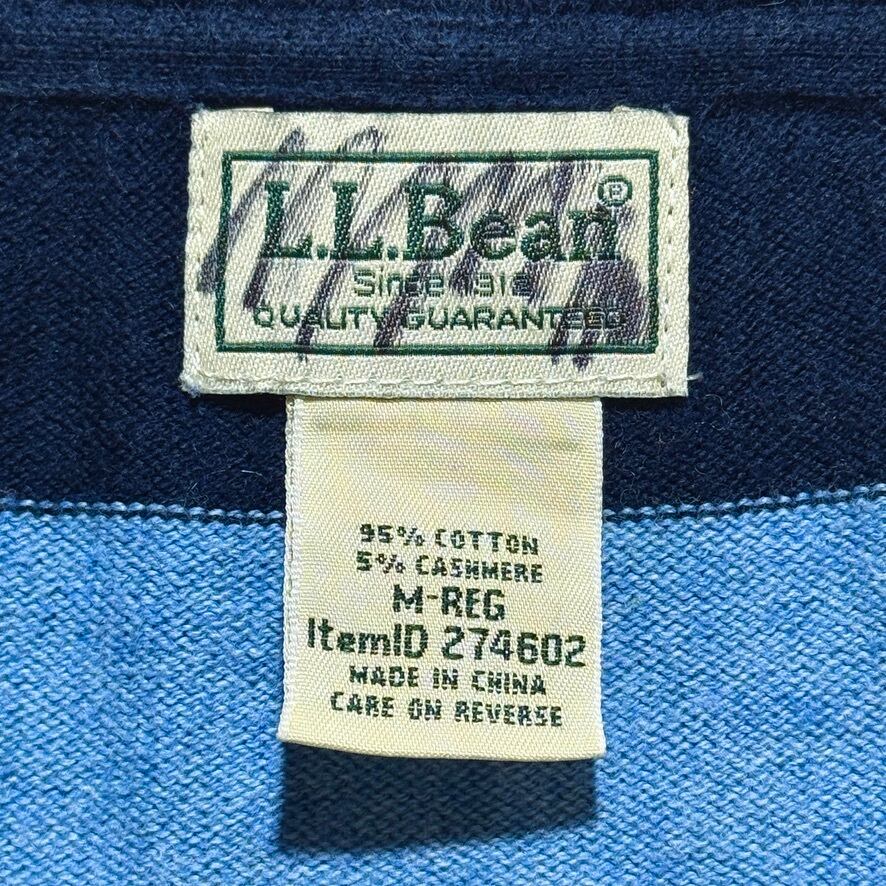 L.L.Bean®
Since 1912
QUALITY GUARANTEED
95% COTTON
5% CASHMERE
M-REG
ItemID 274602
MADE IN CHINA
CARE ON REVERSE